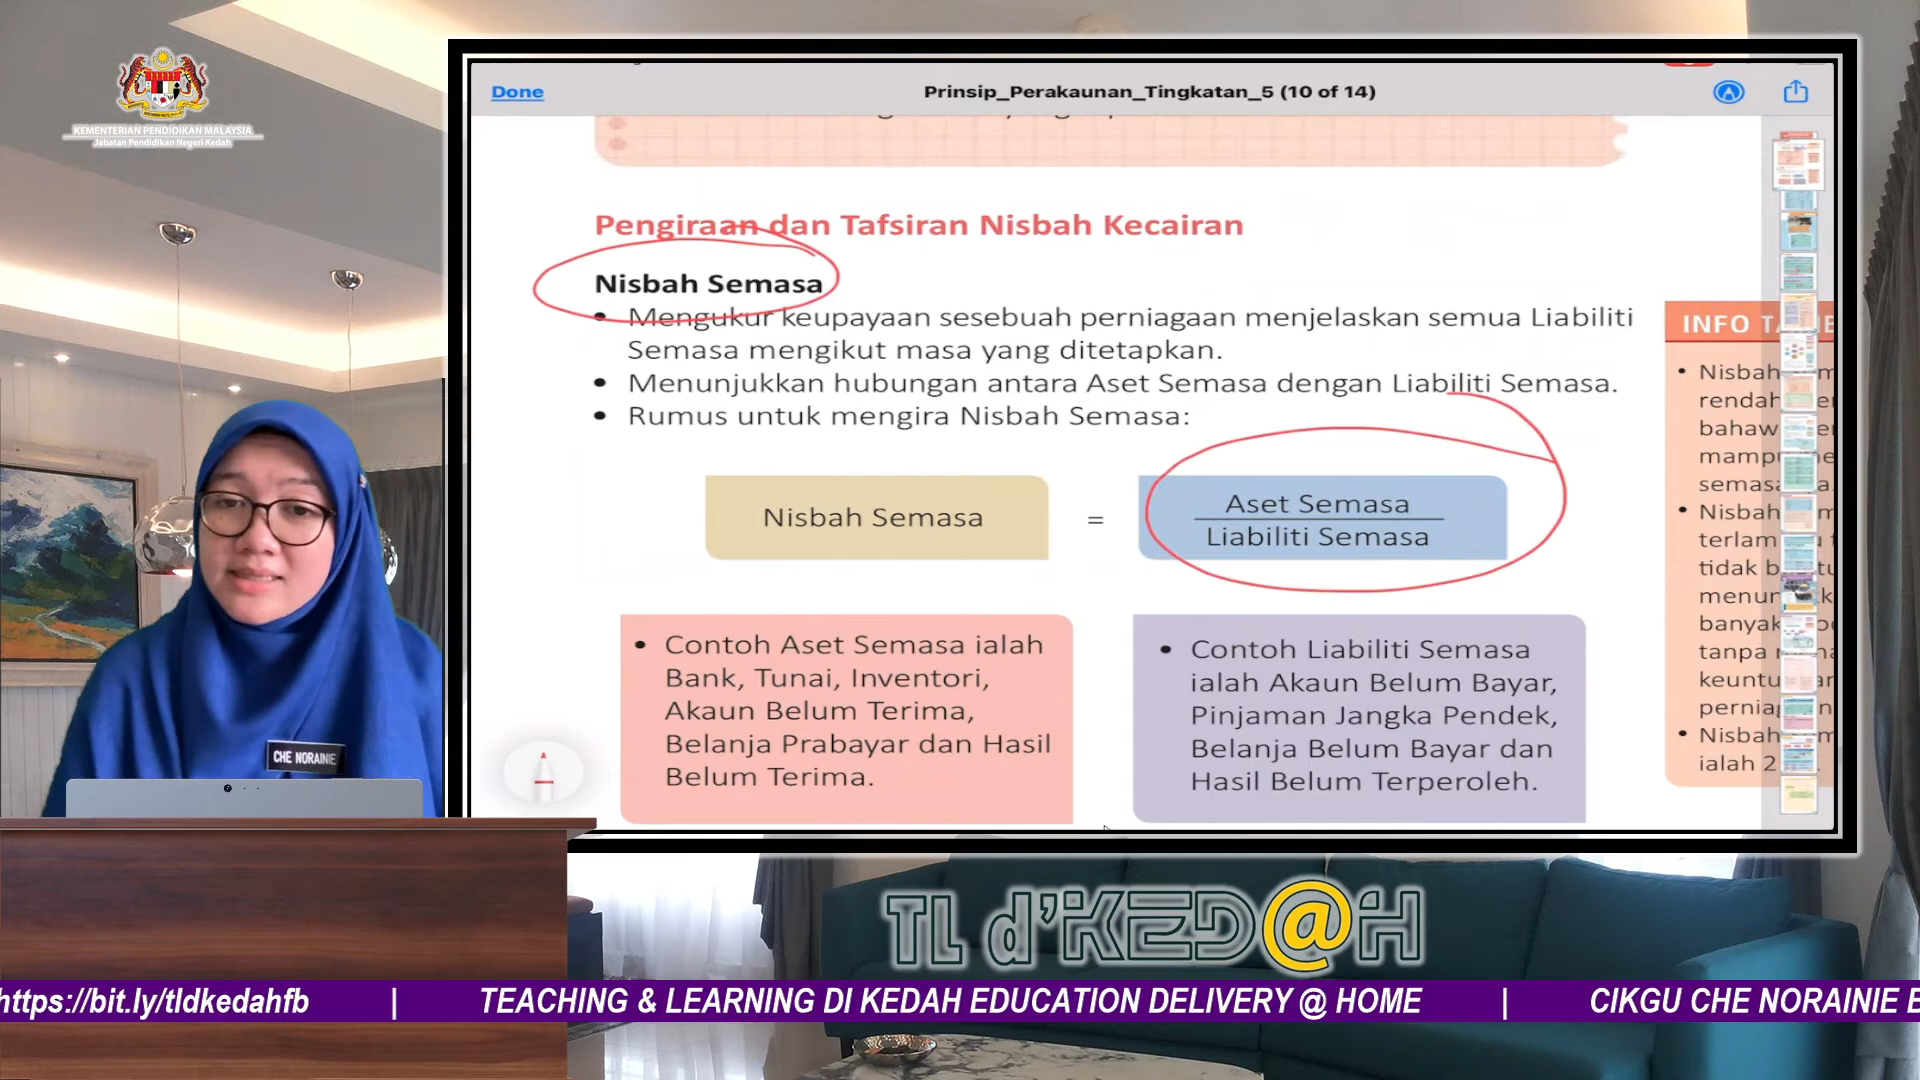 KEMENTERIAN PENDIDIKAN MALAYSIA
Jabatan Pendidikan Negeri Kedah
Done
Prinsip_Perakaunan_Tingkatan_5 (10 of 14)
Pengiraan dan Tafsiran Nisbah Kecairan
Nisbah Semasa
• Mengukur keupayaan sesebuah perniagaan menjelaskan semua Liabiliti
Semasa mengikut masa yang ditetapkan.
• Menunjukkan hubungan antara Aset Semasa dengan Liabiliti Semasa.
• Rumus untuk mengira Nisbah Semasa:
Nisbah Semasa
=
Aset Semasa
Liabiliti Semasa
• Contoh Aset Semasa ialah
Bank, Tunai, Inventori,
Akaun Belum Terima,
Belanja Prabayar dan Hasil
Belum Terima.
• Contoh Liabiliti Semasa
ialah Akaun Belum Bayar,
Pinjaman Jangka Pendek,
Belanja Belum Bayar dan
Hasil Belum Terperoleh.
INFO
• Nisbah
rendah
• Nisbah
tidak
tanpa
• Nisbah
ialah 2
CHE NORAINIE
TL d'KED@H
https://bit.ly/tldkedahfb | TEACHING & LEARNING DI KEDAH EDUCATION DELIVERY @ HOME | CIKGU CHE NORAINIE